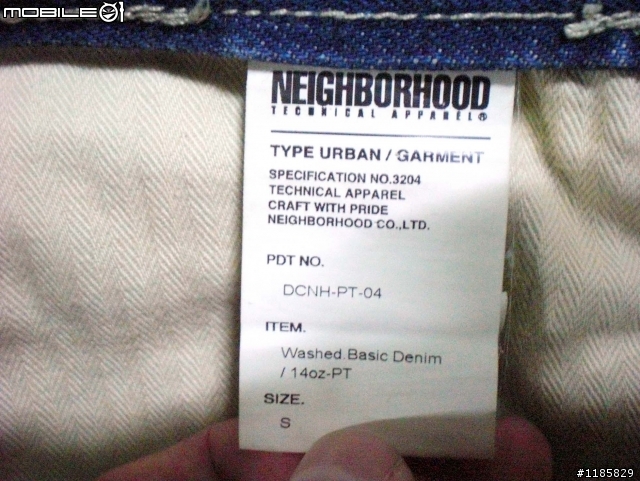 MOBILE01
NEIGHBORHOOD
TECHNICAL APPAREL®
TYPE URBAN / GARMENT
SPECIFICATION NO.3204
TECHNICAL APPAREL
CRAFT WITH PRIDE
NEIGHBORHOOD CO.,LTD.
PDT NO.
DCNH-PT-04
ITEM.
Washed Basic Denim
/ 14oz-PT
SIZE.
S
#1185829